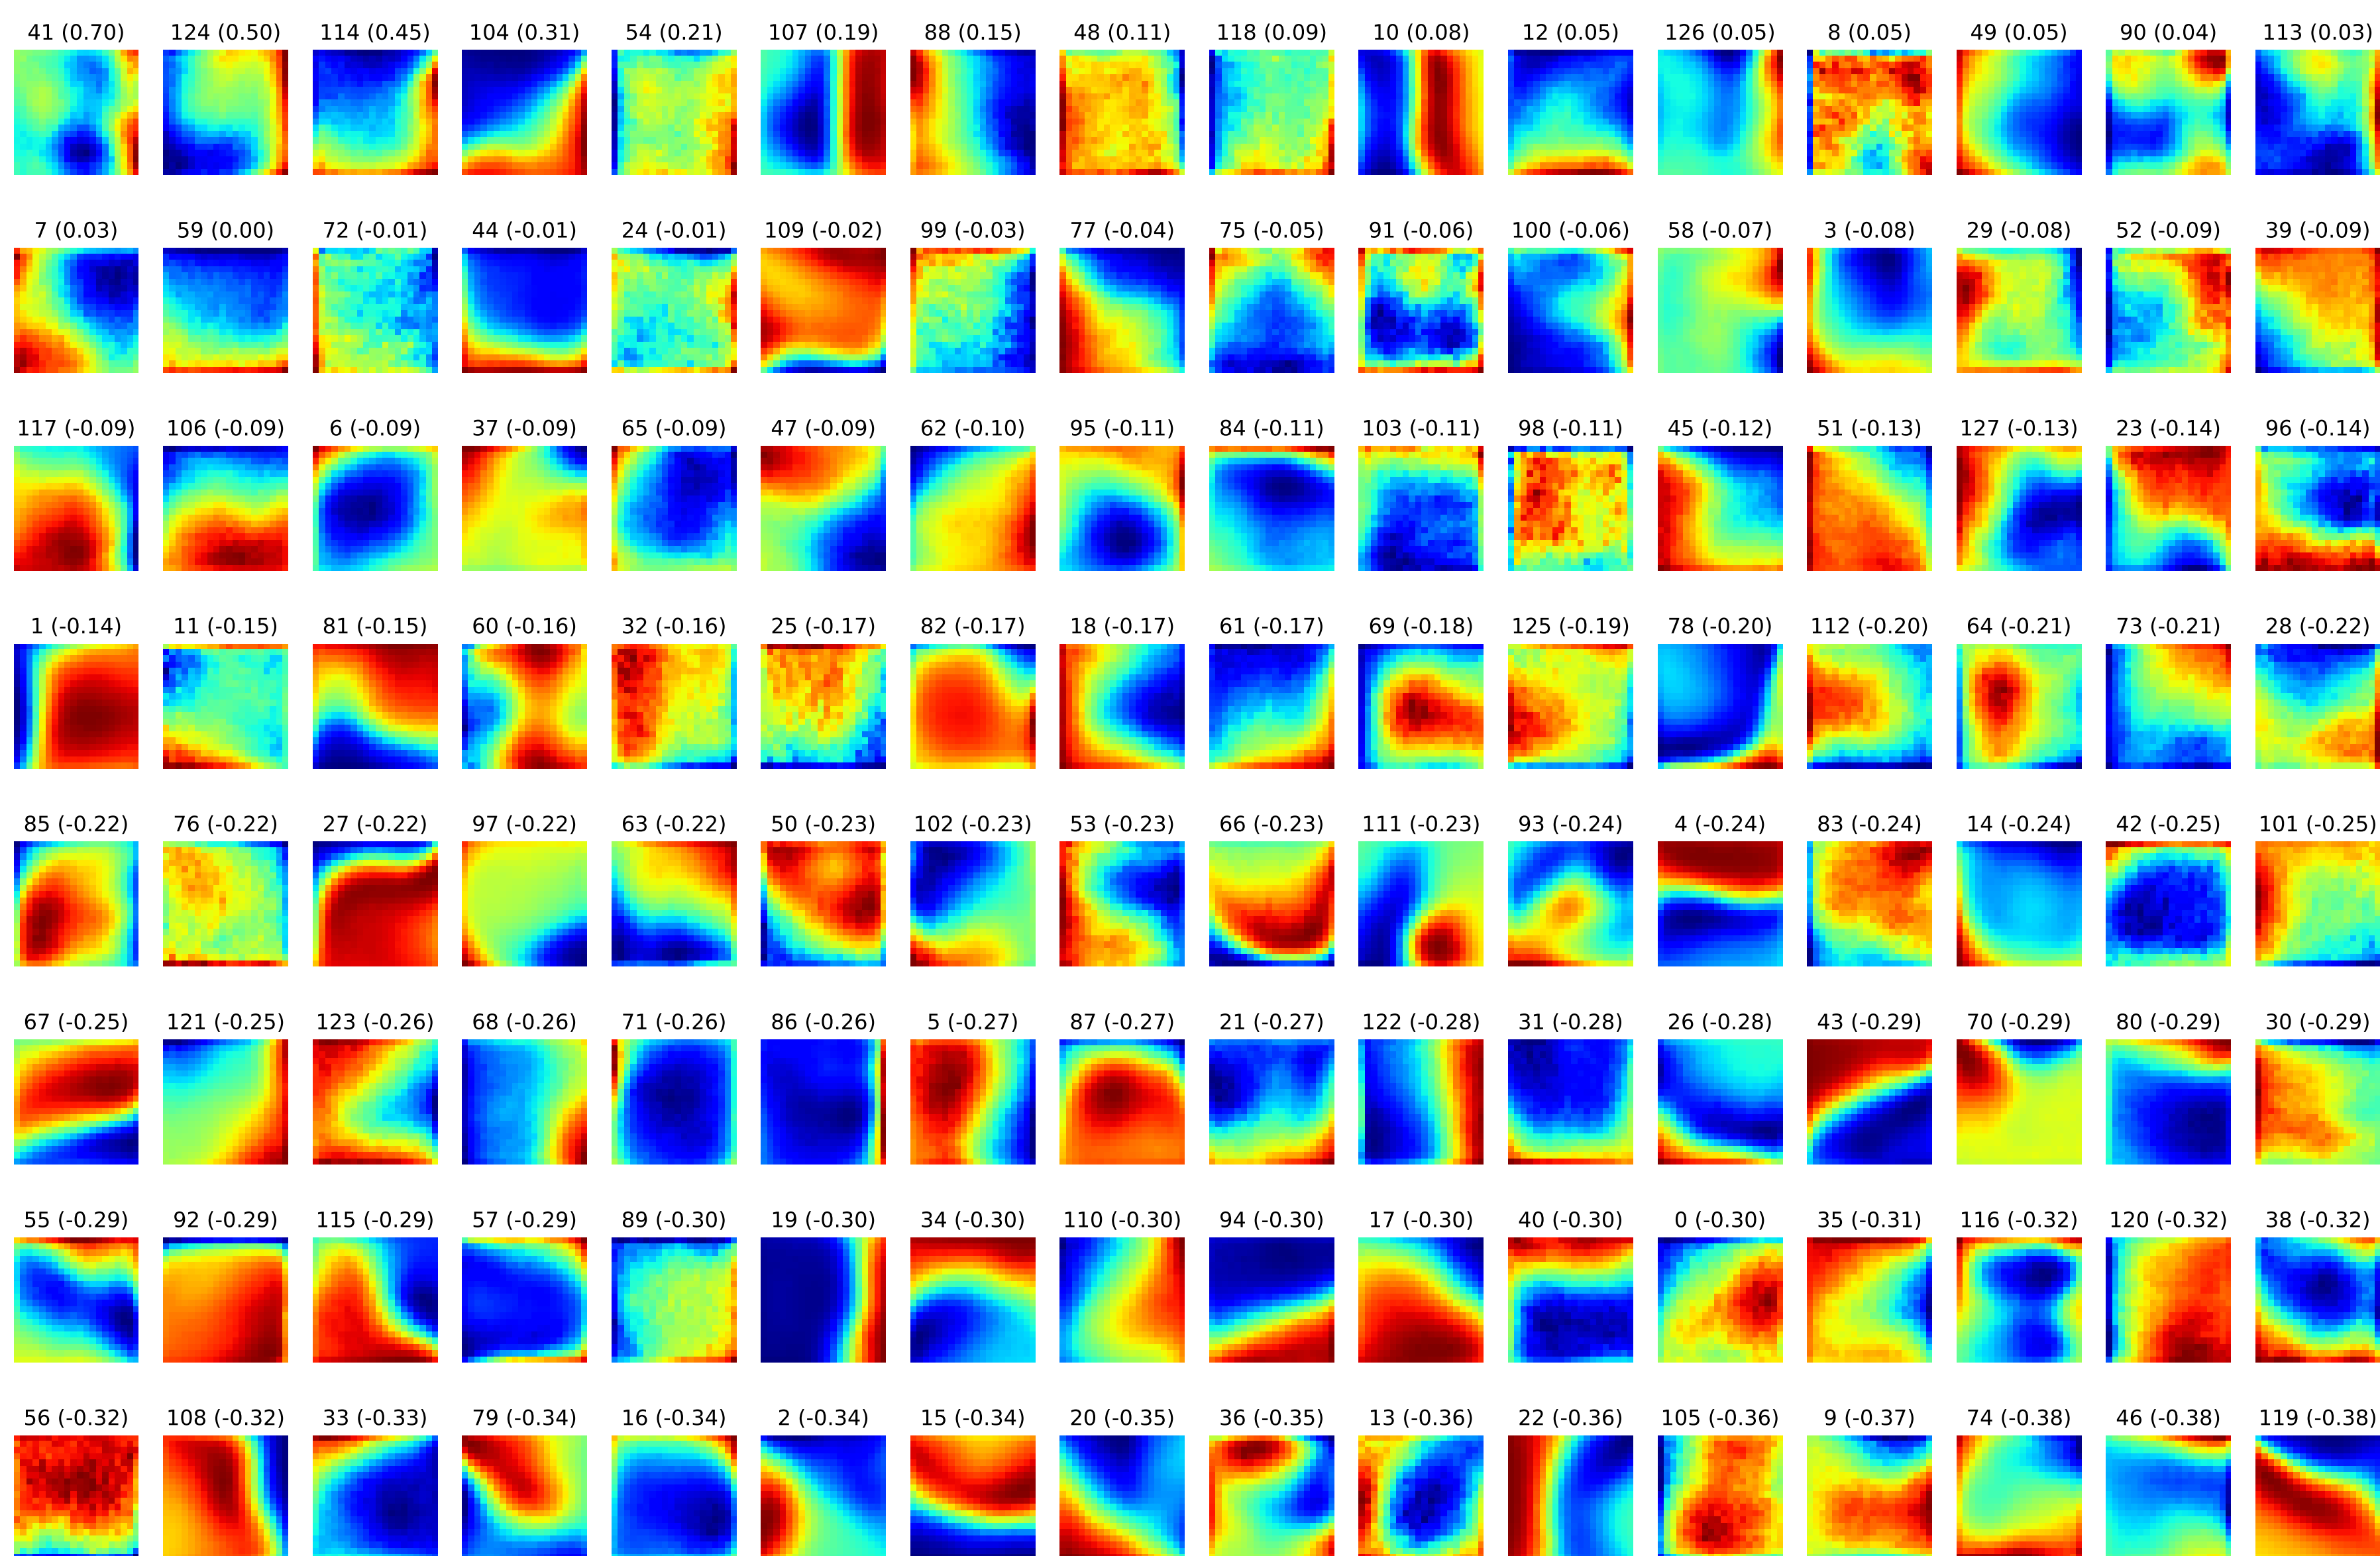 41 (0.70) 124 (0.50) 114 (0.45) 104 (0.31) 54 (0.21) 107 (0.19) 88 (0.15) 48 (0.11) 118 (0.09) 10 (0.08) 12 (0.05) 126 (0.05) 8 (0.05) 49 (0.05) 90 (0.04) 113 (0.03)
7 (0.03) 59 (0.00) 72 (-0.01) 44 (-0.01) 24 (-0.01) 109 (-0.02) 99 (-0.03) 77 (-0.04) 75 (-0.05) 91 (-0.06) 100 (-0.06) 58 (-0.07) 3 (-0.08) 29 (-0.08) 52 (-0.09) 39 (-0.09)
117 (-0.09) 106 (-0.09) 6 (-0.09) 37 (-0.09) 65 (-0.09) 47 (-0.09) 62 (-0.10) 95 (-0.11) 84 (-0.11) 103 (-0.11) 98 (-0.11) 45 (-0.12) 51 (-0.13) 127 (-0.13) 23 (-0.14) 96 (-0.14)
1 (-0.14) 11 (-0.15) 81 (-0.15) 60 (-0.16) 32 (-0.16) 25 (-0.17) 82 (-0.17) 18 (-0.17) 61 (-0.17) 69 (-0.18) 125 (-0.19) 78 (-0.20) 112 (-0.20) 64 (-0.21) 73 (-0.21) 28 (-0.22)
85 (-0.22) 76 (-0.22) 27 (-0.22) 97 (-0.22) 63 (-0.22) 50 (-0.23) 102 (-0.23) 53 (-0.23) 66 (-0.23) 111 (-0.23) 93 (-0.24) 4 (-0.24) 83 (-0.24) 14 (-0.24) 42 (-0.25) 101 (-0.25)
67 (-0.25) 121 (-0.25) 123 (-0.26) 68 (-0.26) 71 (-0.26) 86 (-0.26) 5 (-0.27) 87 (-0.27) 21 (-0.27) 122 (-0.28) 31 (-0.28) 26 (-0.28) 43 (-0.29) 70 (-0.29) 80 (-0.29) 30 (-0.29)
55 (-0.29) 92 (-0.29) 115 (-0.29) 57 (-0.29) 89 (-0.30) 19 (-0.30) 34 (-0.30) 110 (-0.30) 94 (-0.30) 17 (-0.30) 40 (-0.30) 0 (-0.30) 35 (-0.31) 116 (-0.32) 120 (-0.32) 38 (-0.32)
56 (-0.32) 108 (-0.32) 33 (-0.33) 79 (-0.34) 16 (-0.34) 2 (-0.34) 15 (-0.34) 20 (-0.35) 36 (-0.35) 13 (-0.36) 22 (-0.36) 105 (-0.36) 9 (-0.37) 74 (-0.38) 46 (-0.38) 119 (-0.38)